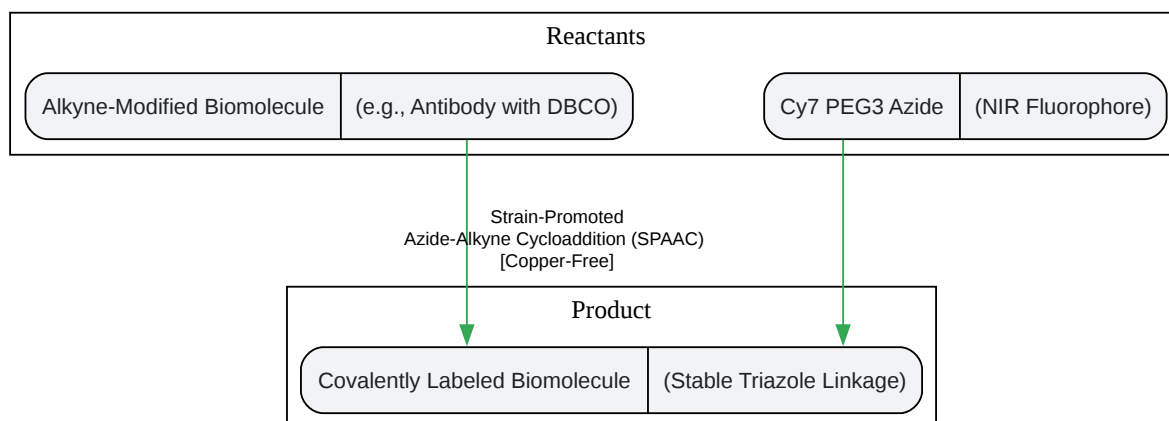 Reactants
Alkyne-Modified Biomolecule
(e.g., Antibody with DBCO)
Cy7 PEG3 Azide
(NIR Fluorophore)
Strain-Promoted
Azide-Alkyne Cycloaddition (SPAAC)
[Copper-Free]
Product
Covalently Labeled Biomolecule
(Stable Triazole Linkage)